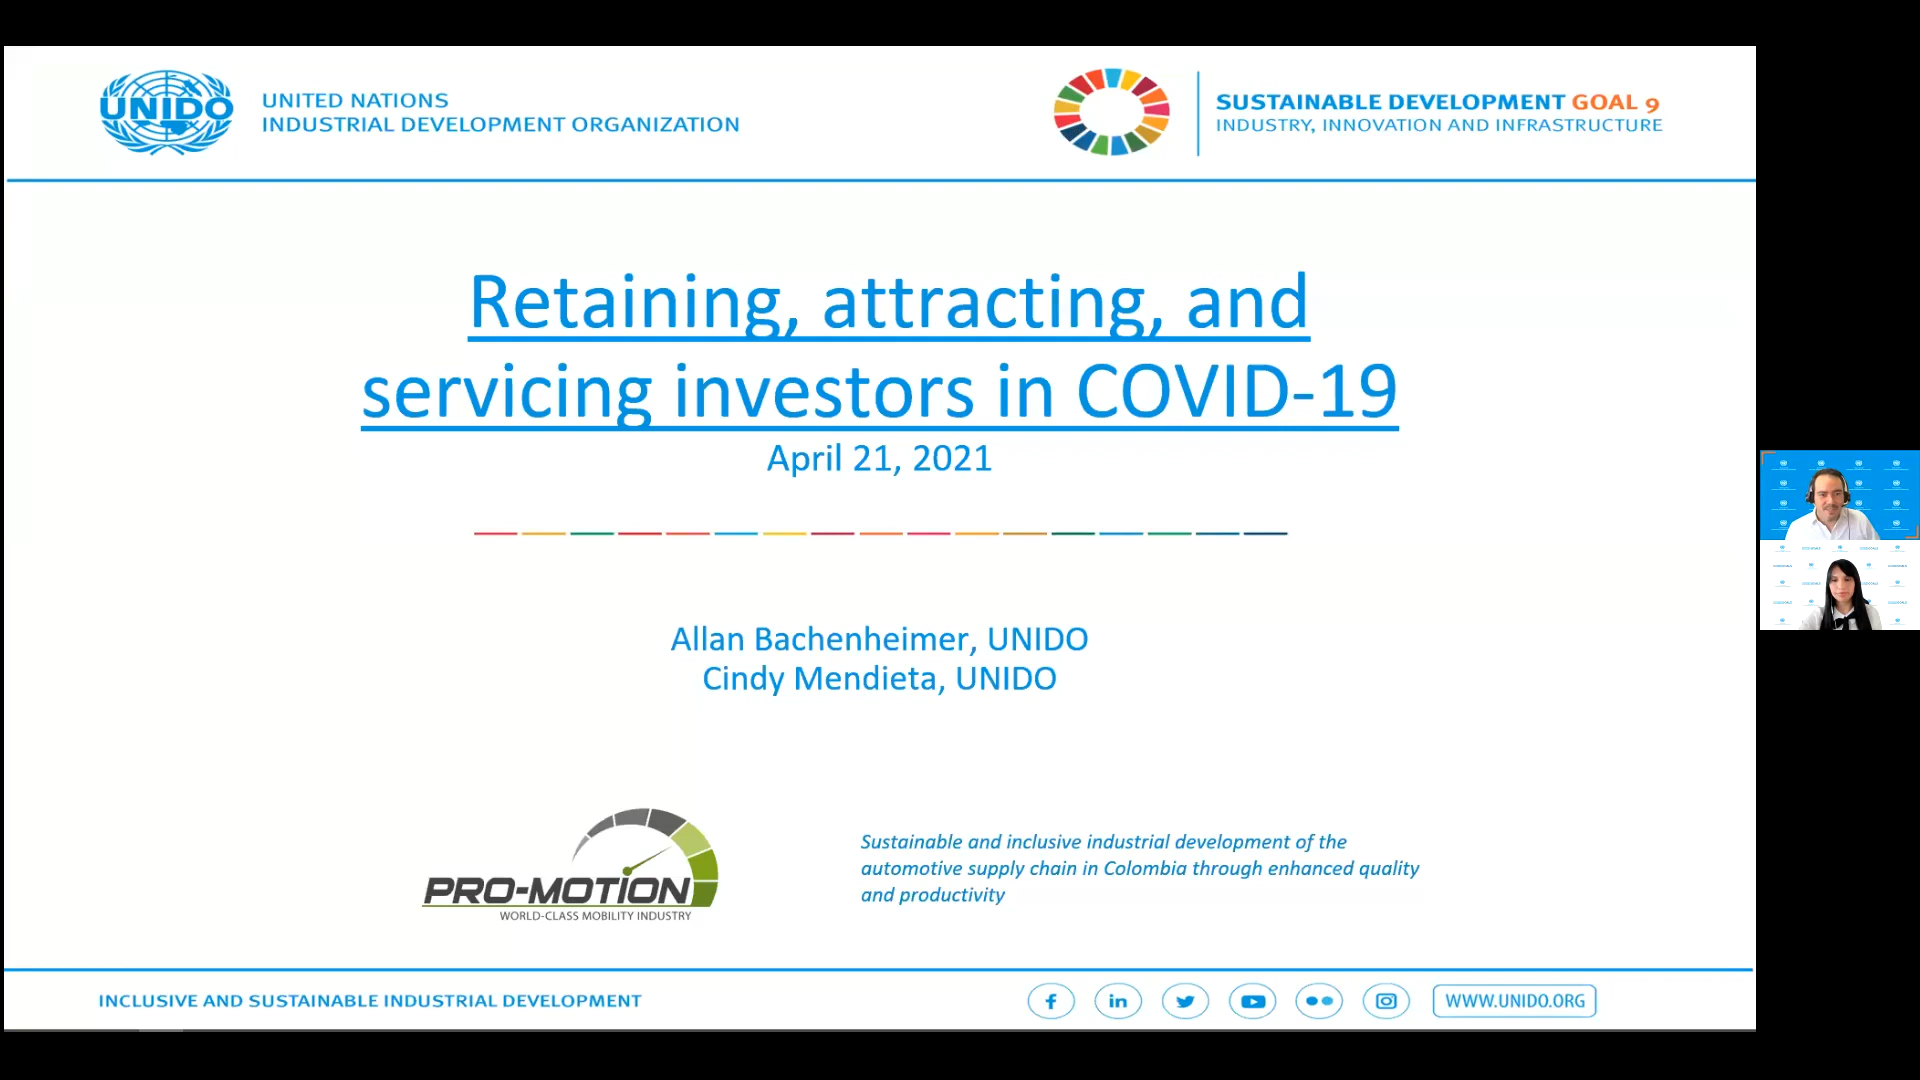 UNIDO
UNITED NATIONS
INDUSTRIAL DEVELOPMENT ORGANIZATION
SUSTAINABLE DEVELOPMENT GOAL 9
INDUSTRY, INNOVATION AND INFRASTRUCTURE
Retaining, attracting, and
servicing investors in COVID-19
April 21, 2021
Allan Bachenheimer, UNIDO
Cindy Mendieta, UNIDO
PRO-MOTION
WORLD-CLASS MOBILITY INDUSTRY
Sustainable and inclusive industrial development of the
automotive supply chain in Colombia through enhanced quality
and productivity
INCLUSIVE AND SUSTAINABLE INDUSTRIAL DEVELOPMENT
WWW.UNIDO.ORG